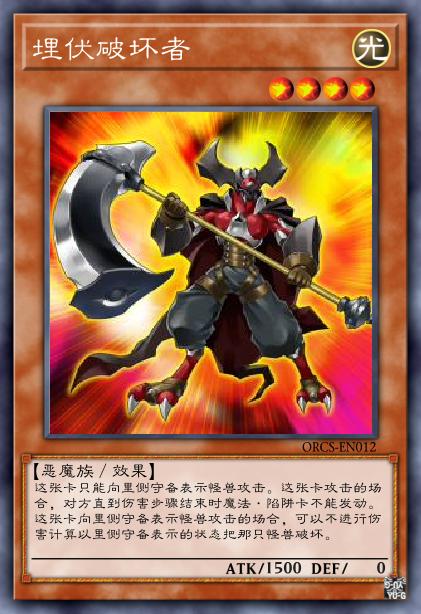 埋伏破坏者
光
ORCS-EN012
【恶魔族／效果】
这张卡只能向里侧守备表示怪兽攻击。这张卡攻击的场
合，对方直到伤害步骤结束时魔法·陷阱卡不能发动。
这张卡向里侧守备表示怪兽攻击的场合，可以不进行伤
害计算以里侧守备表示的状态把那只怪兽破坏。
ATK/1500 DEF/ 0